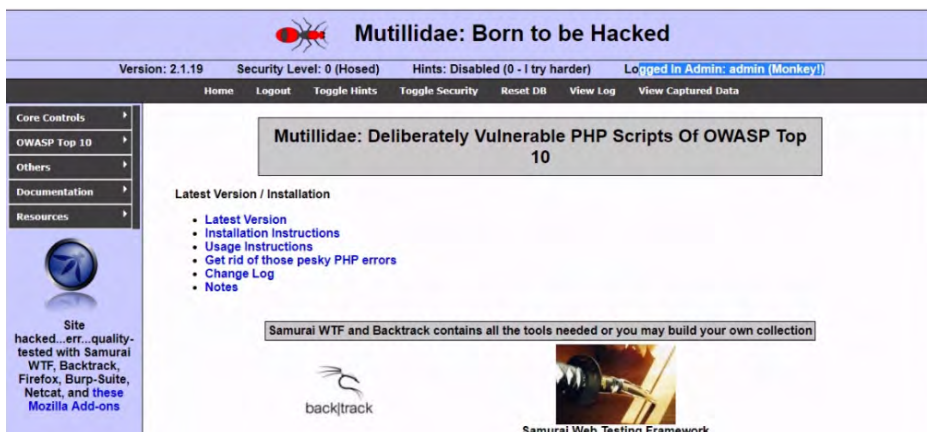 Mutillidae: Born to be Hacked
Version: 2.1.19 Security Level: 0 (Hosed) Hints: Disabled (0 - I try harder) Logged In Admin: admin (Monkey!)
Home Logout Toggle Hints Toggle Security Reset DB View Log View Captured Data
Core Controls
OWASP Top 10
Others
Documentation
Resources
Site
hacked...err...quality-
tested with Samurai
WTF, Backtrack,
Firefox, Burp-Suite,
Netcat, and these
Mozilla Add-ons
Mutillidae: Deliberately Vulnerable PHP Scripts Of OWASP Top
10
Latest Version / Installation
Latest Version
Installation Instructions
Usage Instructions
Get rid of those pesky PHP errors
Change Log
Notes
Samurai WTF and Backtrack contains all the tools needed or you may build your own collection
back|track
Samurai Web Testing Framework